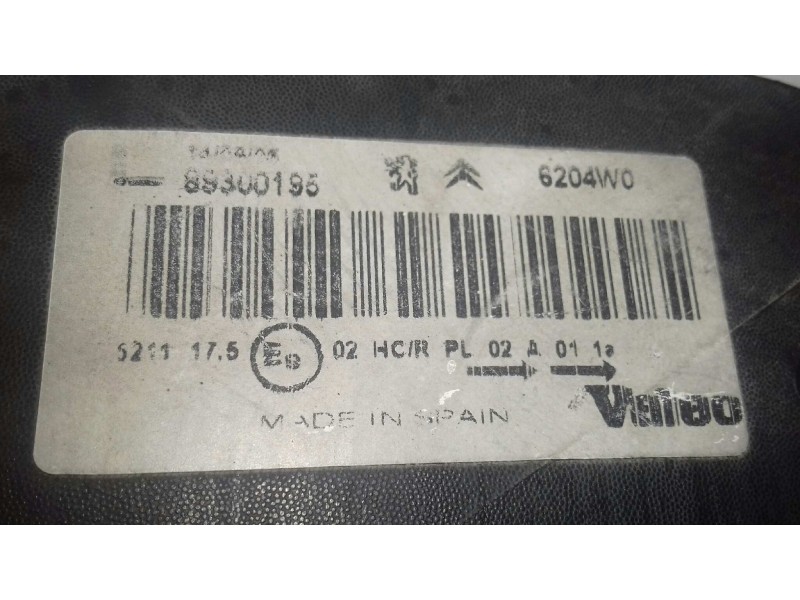 89300195 6204W0
5211 17.5 E9 02 HC/R PL 02 A 01 1a
MADE IN SPAIN
Valeo